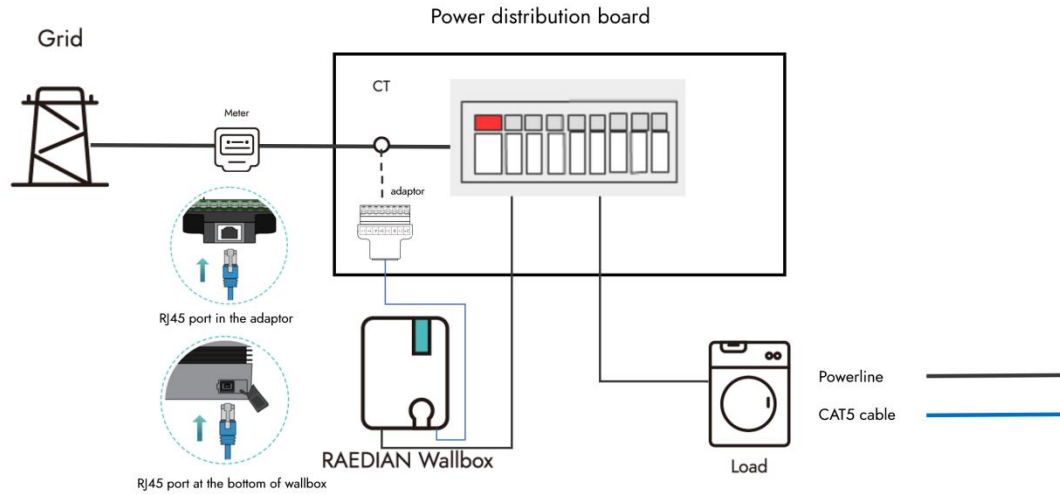 Power distribution board
Grid
CT
Meter
adaptor
RJ45 port in the adaptor
Powerline
CAT5 cable
RAEDIAN Wallbox
Load
RJ45 port at the bottom of wallbox